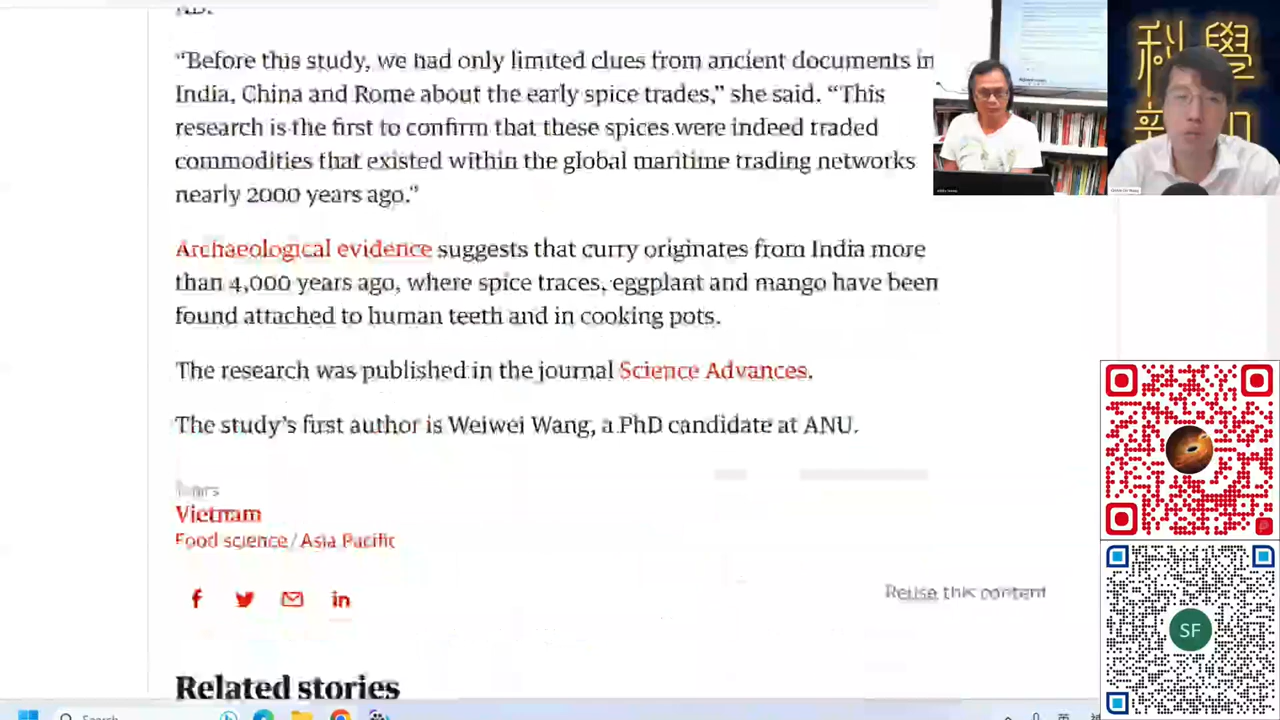 "Before this study, we had only limited clues from ancient documents in
India, China and Rome about the early spice trades," she said. "This
research is the first to confirm that these spices were indeed traded
commodities that existed within the global maritime trading networks
nearly 2000 years ago."
Archaeological evidence suggests that curry originates from India more
than 4,000 years ago, where spice traces, eggplant and mango have been
found attached to human teeth and in cooking pots.
The research was published in the journal Science Advances.
The study's first author is Weiwei Wang, a PhD candidate at ANU.
Vietnam
Food science / Asia Pacific
f
in
Reuse this content
Related stories
Search
英
科學
SF